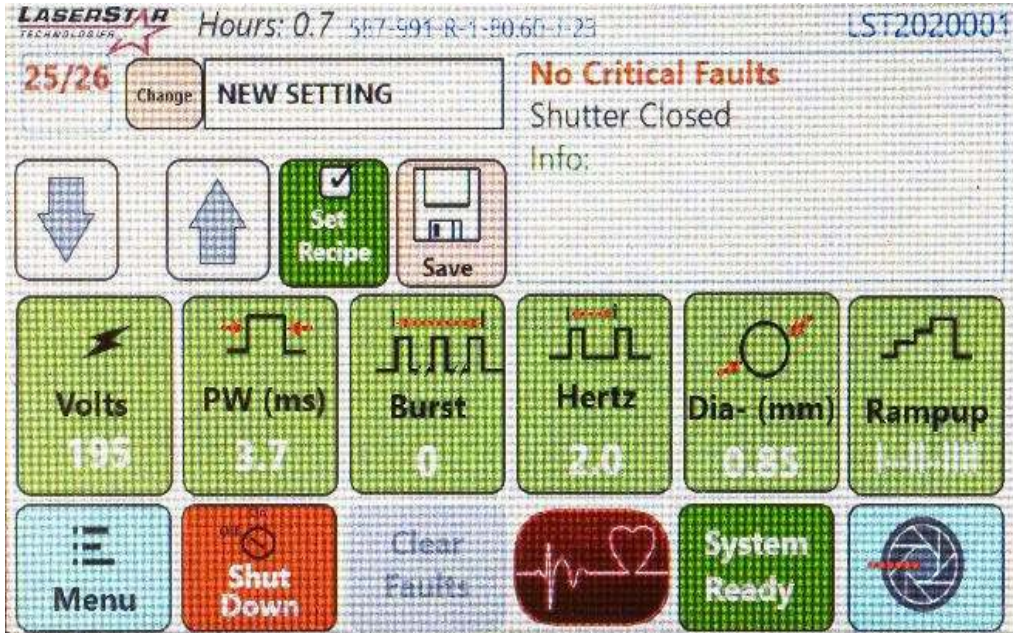 LASERSTAR
TECHNOLOGIES
Hours: 0.7
LST2020001
25/26
Change
NEW SETTING
No Critical Faults
Shutter Closed
Info:
Set
Recipe
Save
Volts
195
PW (ms)
3.7
Burst
0
Hertz
2.0
Dia- (mm)
0.85
Rampup
Menu
Shut
Down
Clear
Faults
System
Ready